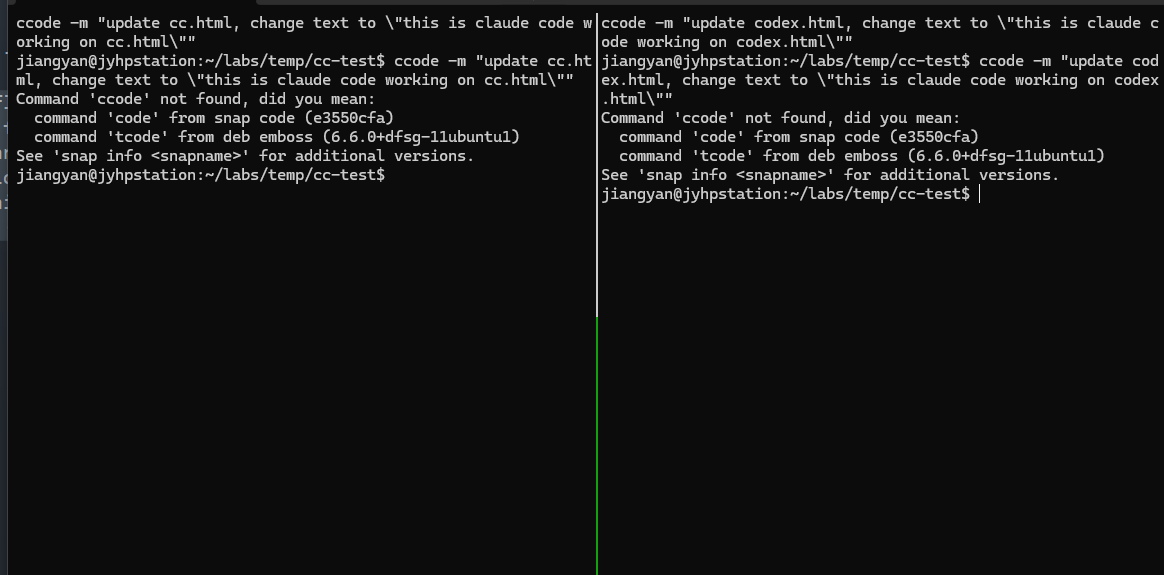 ccode -m "update cc.html, change text to \"this is claude code w
orking on cc.html\""
jiangyan@jyhpstation:~/labs/temp/cc-test$ ccode -m "update cc.ht
ml, change text to \"this is claude code working on cc.html\""
Command 'ccode' not found, did you mean:
  command 'code' from snap code (e3550cfa)
  command 'tcode' from deb emboss (6.6.0+dfsg-11ubuntu1)
See 'snap info <snapname>' for additional versions.
jiangyan@jyhpstation:~/labs/temp/cc-test$
ccode -m "update codex.html, change text to \"this is claude c
ode working on codex.html\""
jiangyan@jyhpstation:~/labs/temp/cc-test$ ccode -m "update cod
ex.html, change text to \"this is claude code working on codex
.html\""
Command 'ccode' not found, did you mean:
  command 'code' from snap code (e3550cfa)
  command 'tcode' from deb emboss (6.6.0+dfsg-11ubuntu1)
See 'snap info <snapname>' for additional versions.
jiangyan@jyhpstation:~/labs/temp/cc-test$